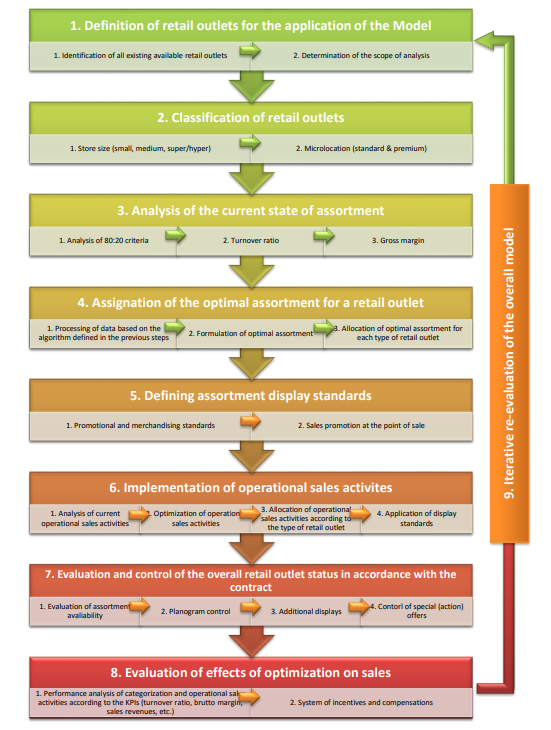 1. Definition of retail outlets for the application of the Model
1. Identification of all existing available retail outlets
2. Determination of the scope of analysis
2. Classification of retail outlets
1. Store size (small, medium, super/hyper)
2. Microlocation (standard & premium)
3. Analysis of the current state of assortment
1. Analysis of 80:20 criteria
2. Turnover ratio
3. Gross margin
4. Assignation of the optimal assortment for a retail outlet
1. Processing of data based on the
algorithm defined in the previous steps
2. Formulation of optimal assortment
3. Allocation of optimal assortment for
each type of retail outlet
5. Defining assortment display standards
1. Promotional and merchandising standards
2. Sales promotion at the point of sale
6. Implementation of operational sales activites
1. Analysis of current
operational sales activities
. Optimization of operation
sales activities
3. Allocation of operational
sales activities according to
the type of retail outlet
4. Application of display
standards
7. Evaluation and control of the overall retail outlet status in accordance with the
contract
1. Evaluation of assortment
avaliability
2. Planogram control
3. Additional displays
4. Contorl of special (action)
offers
8. Evaluation of effects of optimization on sales
1. Performance analysis of categorization and operational sale
activities according to the KPIs (turnover ratio, brutto margin,
sales revenues, etc.)
2. System of incentives and compensations
9. Iterative re-evaluation of the overall model